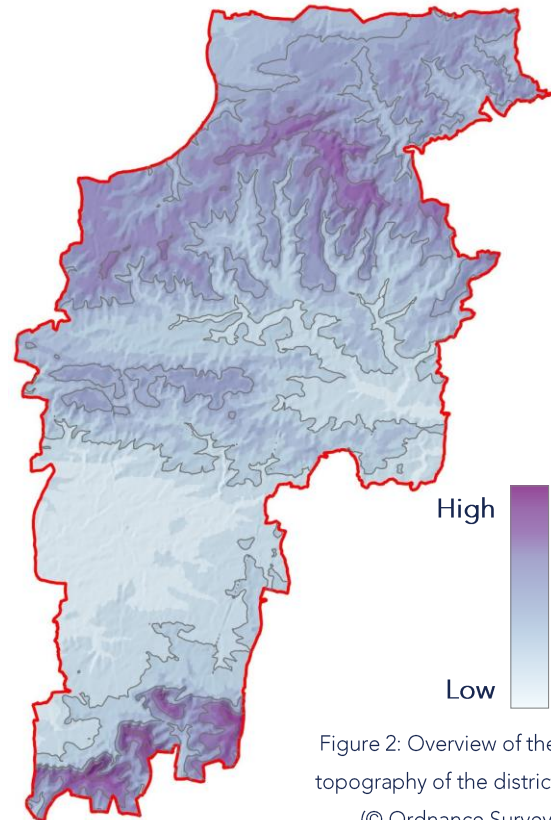 High
Low
Figure 2: Overview of the
topography of the distric
(© Ordnance Survey